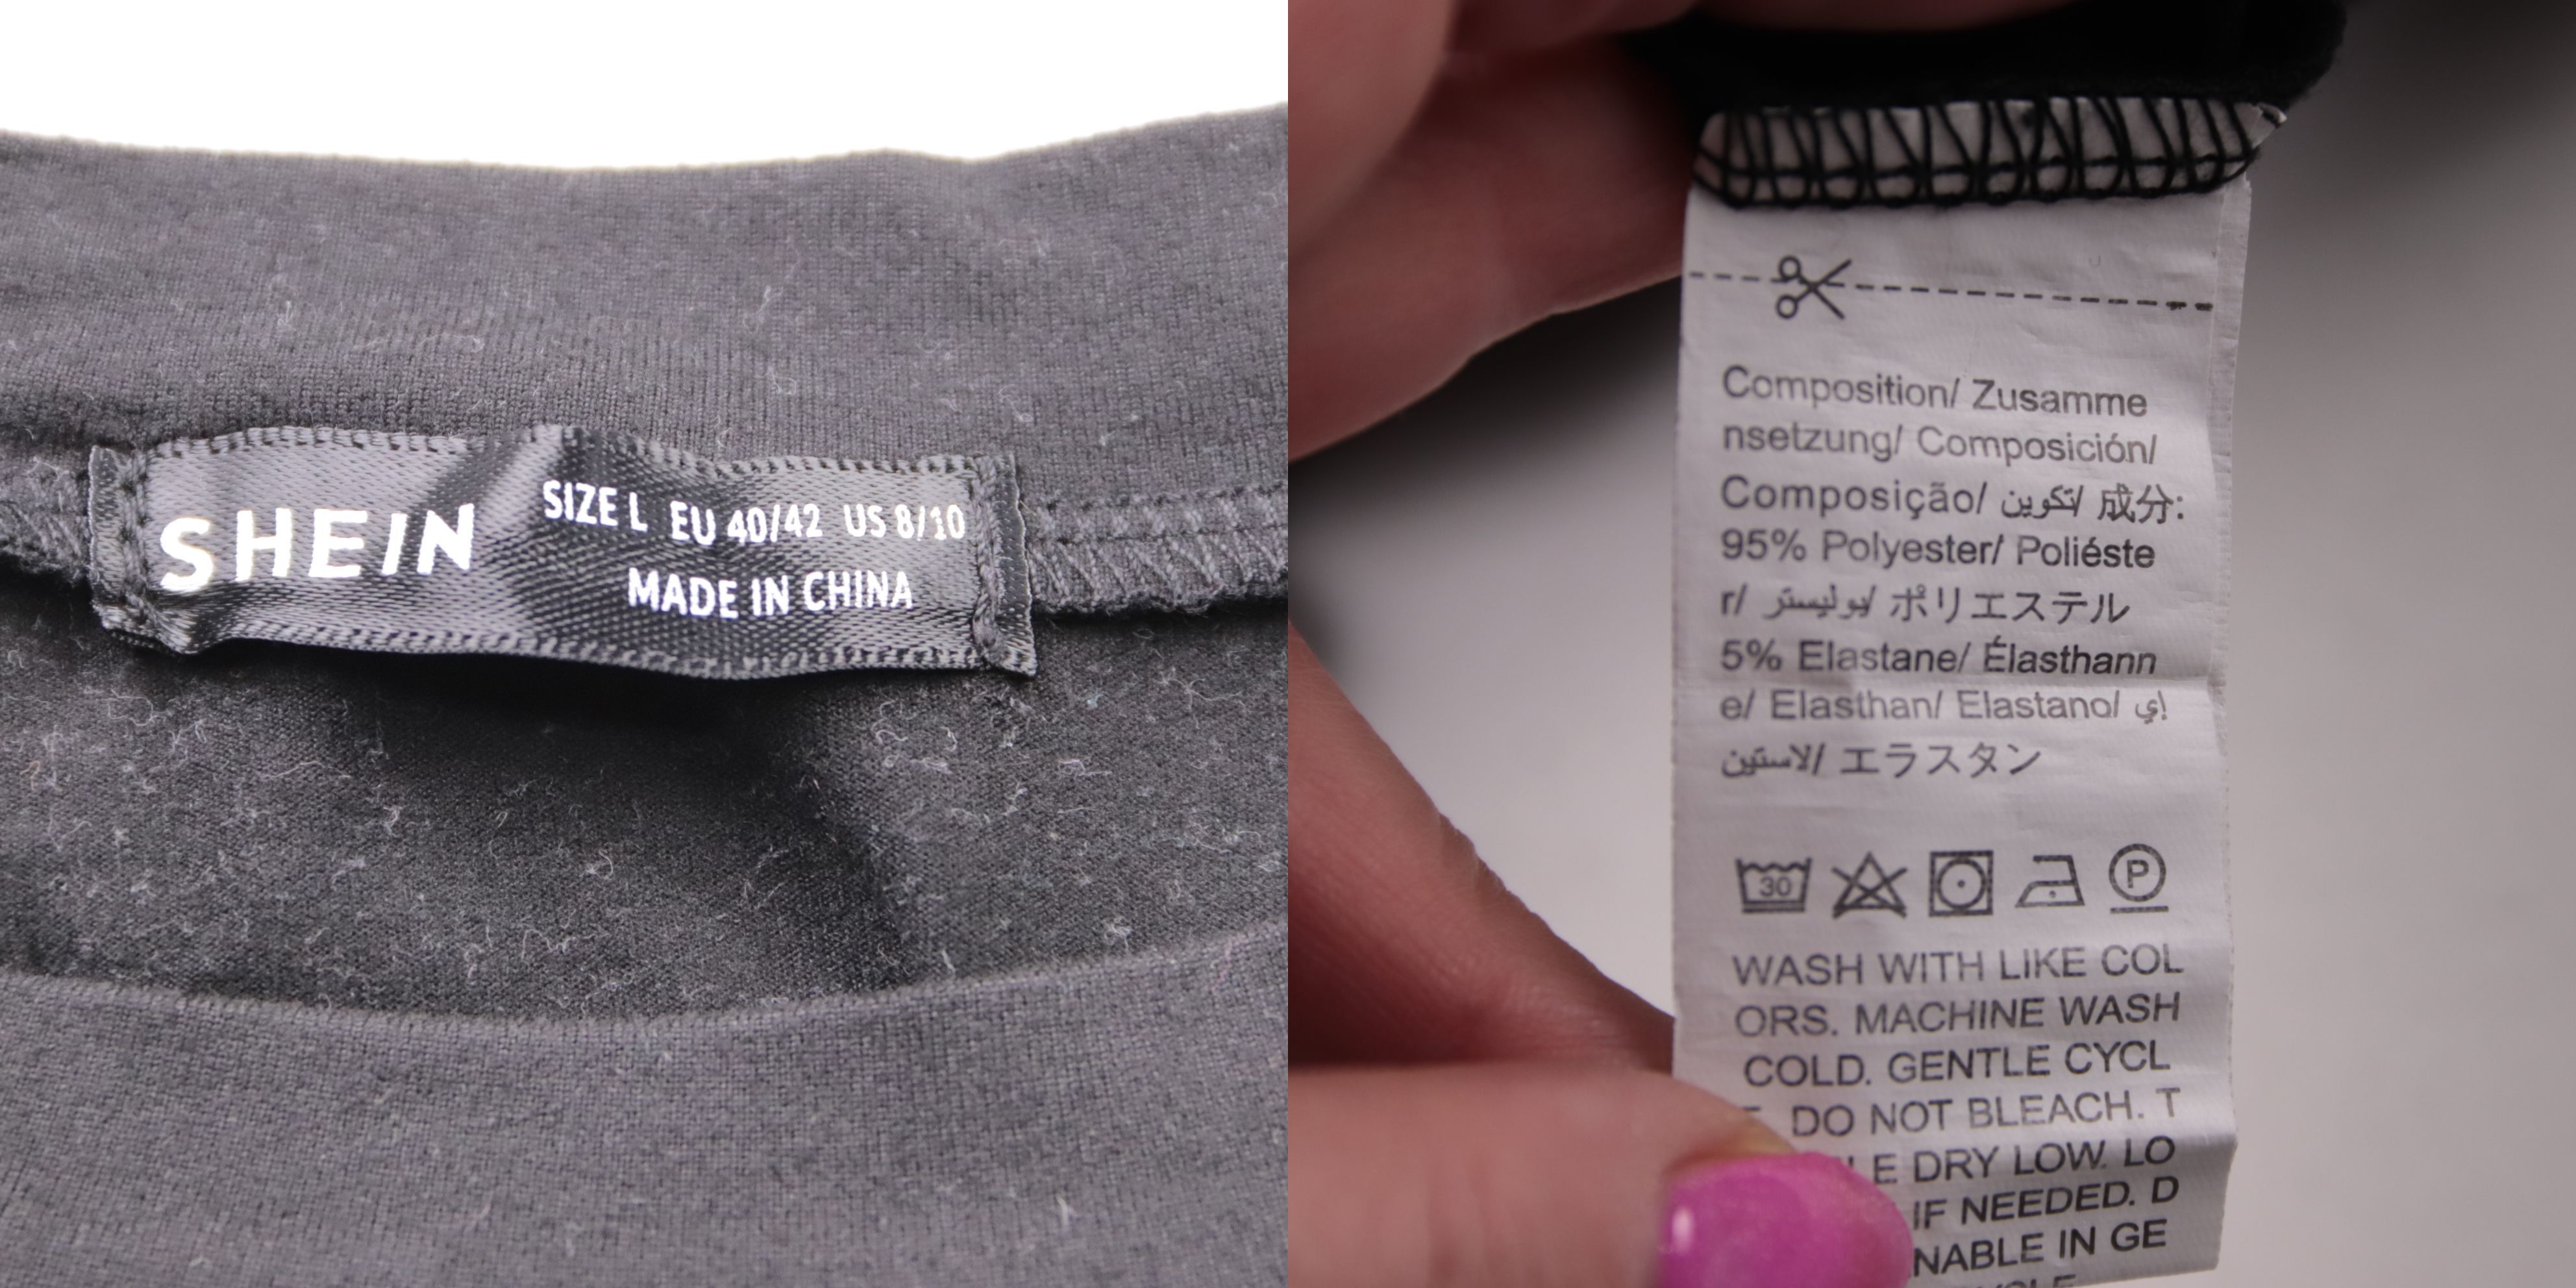 SHEIN
SIZE L EU 40/42 US 8/10
MADE IN CHINA
Composition/ Zusamme
nsetzung/ Composición/
Composição/ تكوين/ 成分:
95% Polyester/ Poliéste
r/ بوليستر/ ポリエステル
5% Elastane/ Élasthann
e/ Elasthan/ Elastano/ إي
لاستين/ エラスタン
30 P
WASH WITH LIKE COL
ORS. MACHINE WASH
COLD. GENTLE CYCL
DO NOT BLEACH. T
LE DRY LOW. LO
IF NEEDED. D
NABLE IN GE